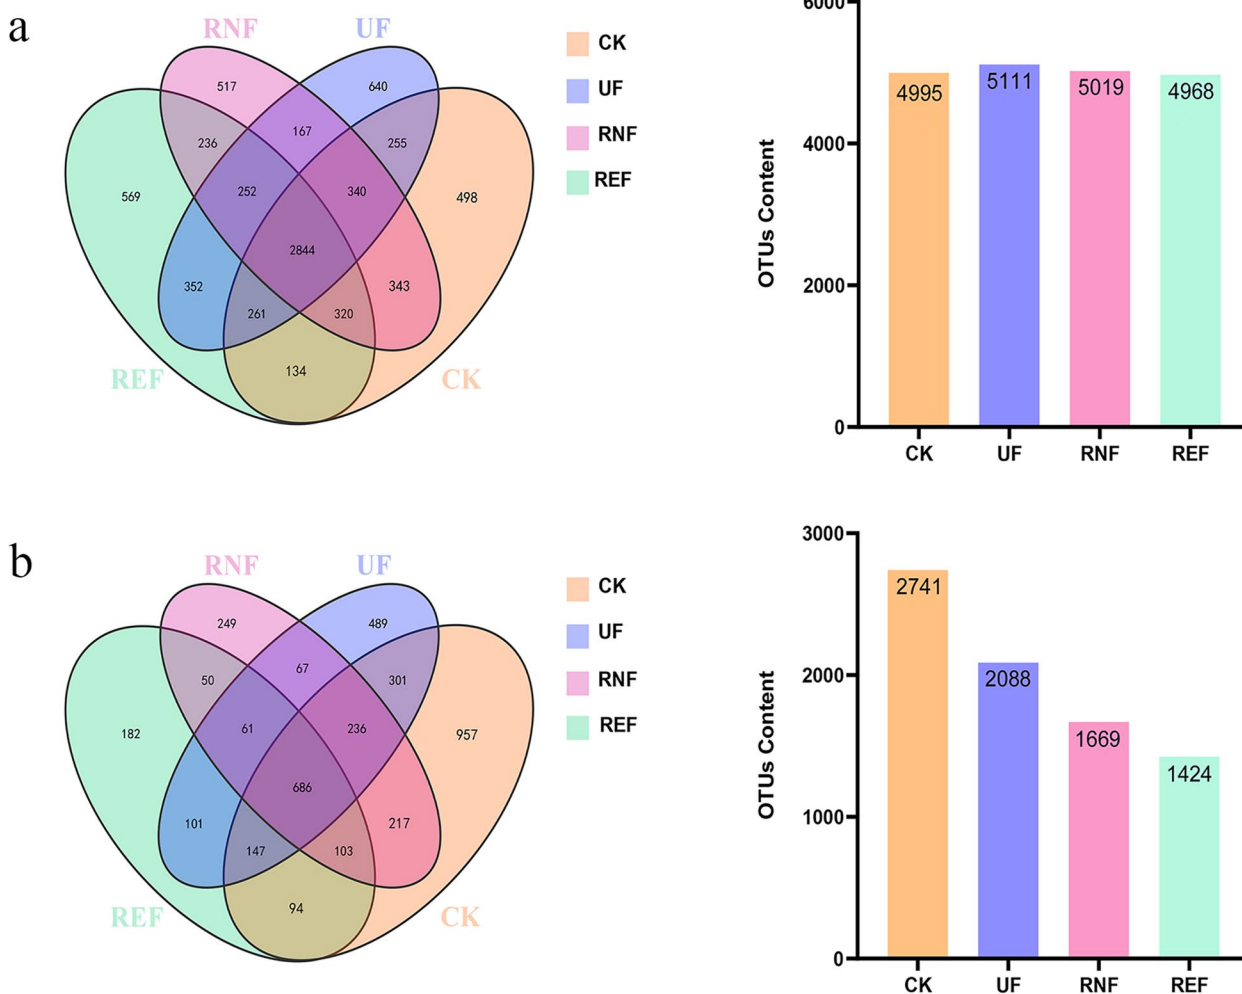 a
RNF
UF
517
640
167
236
255
252
340
569
498
2844
352
343
261
320
134
REF
CK
CK
UF
RNF
REF
6000
4000
2000
0
OTUs Content
4995
5111
5019
4968
CK
UF
RNF
REF
b
RNF
UF
249
489
67
50
301
61
236
182
957
686
101
217
147
103
94
REF
CK
CK
UF
RNF
REF
3000
2000
1000
0
OTUs Content
2741
2088
1669
1424
CK
UF
RNF
REF